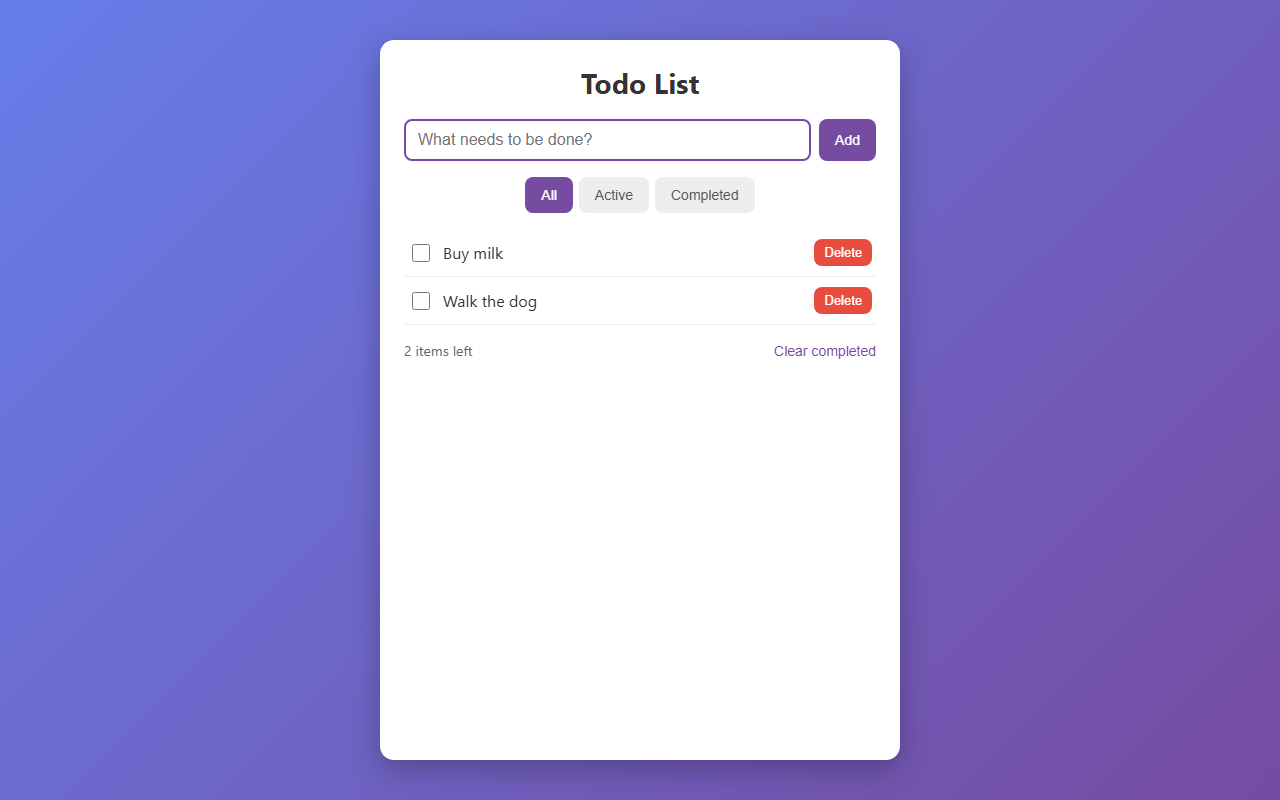 Todo List
What needs to be done? Add
All Active Completed
Buy milk Delete
Walk the dog Delete
2 items left Clear completed